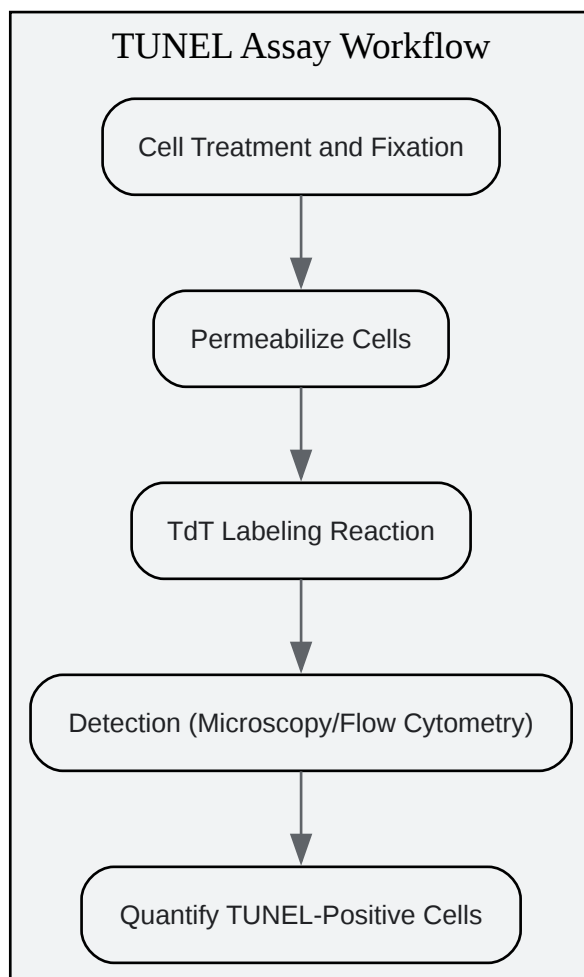 TUNEL Assay Workflow
Cell Treatment and Fixation
Permeabilize Cells
TdT Labeling Reaction
Detection (Microscopy/Flow Cytometry)
Quantify TUNEL-Positive Cells